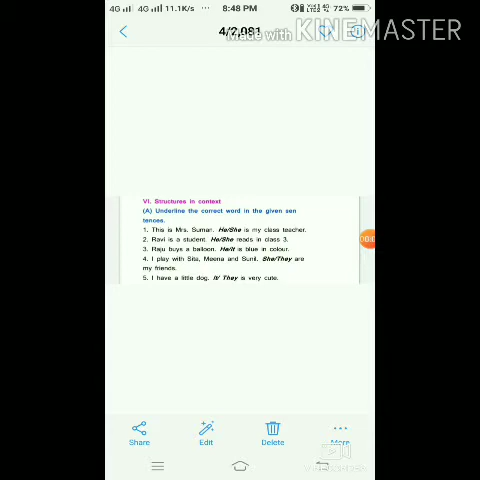 4G 4G 11.1K/s ··· 8:48 PM 72%
4/2,081
Made with KINEMASTER
VI. Structures in context
(A) Underline the correct word in the given sen
tences.
1. This is Mrs. Suman. He/She is my class teacher.
2. Ravi is a student. He/She reads in class 3.
3. Raju buys a balloon. He/It is blue in colour.
4. I play with Sita, Meena and Sunil. She/They are
my friends.
5. I have a little dog. It/ They is very cute.
Share Edit Delete More